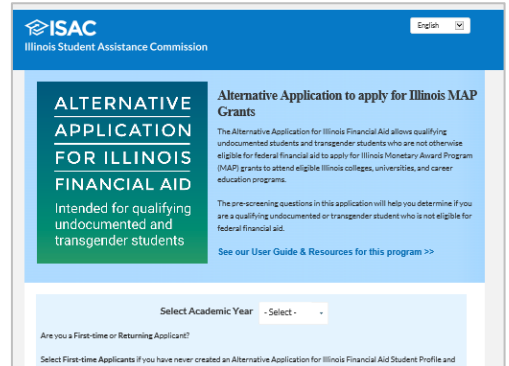 ISAC
Illinois Student Assistance Commission
English
ALTERNATIVE
APPLICATION
FOR ILLINOIS
FINANCIAL AID
Intended for qualifying
undocumented and
transgender students
Alternative Application to apply for Illinois MAP
Grants
The Alternative Application for Illinois Financial Aid allows qualifying
undocumented students and transgender students who are not otherwise
eligible for federal financial aid to apply for Illinois Monetary Award Program
(MAP) grants to attend eligible Illinois colleges, universities, and career
education programs.
The pre-screening questions in this application will help you determine if you
are a qualifying undocumented or transgender student who is not eligible for
federal financial aid.
See our User Guide & Resources for this program >>
Select Academic Year - Select -
Are you a First-time or Returning Applicant?
Select First-time Applicants if you have never created an Alternative Application for Illinois Financial Aid Student Profile and